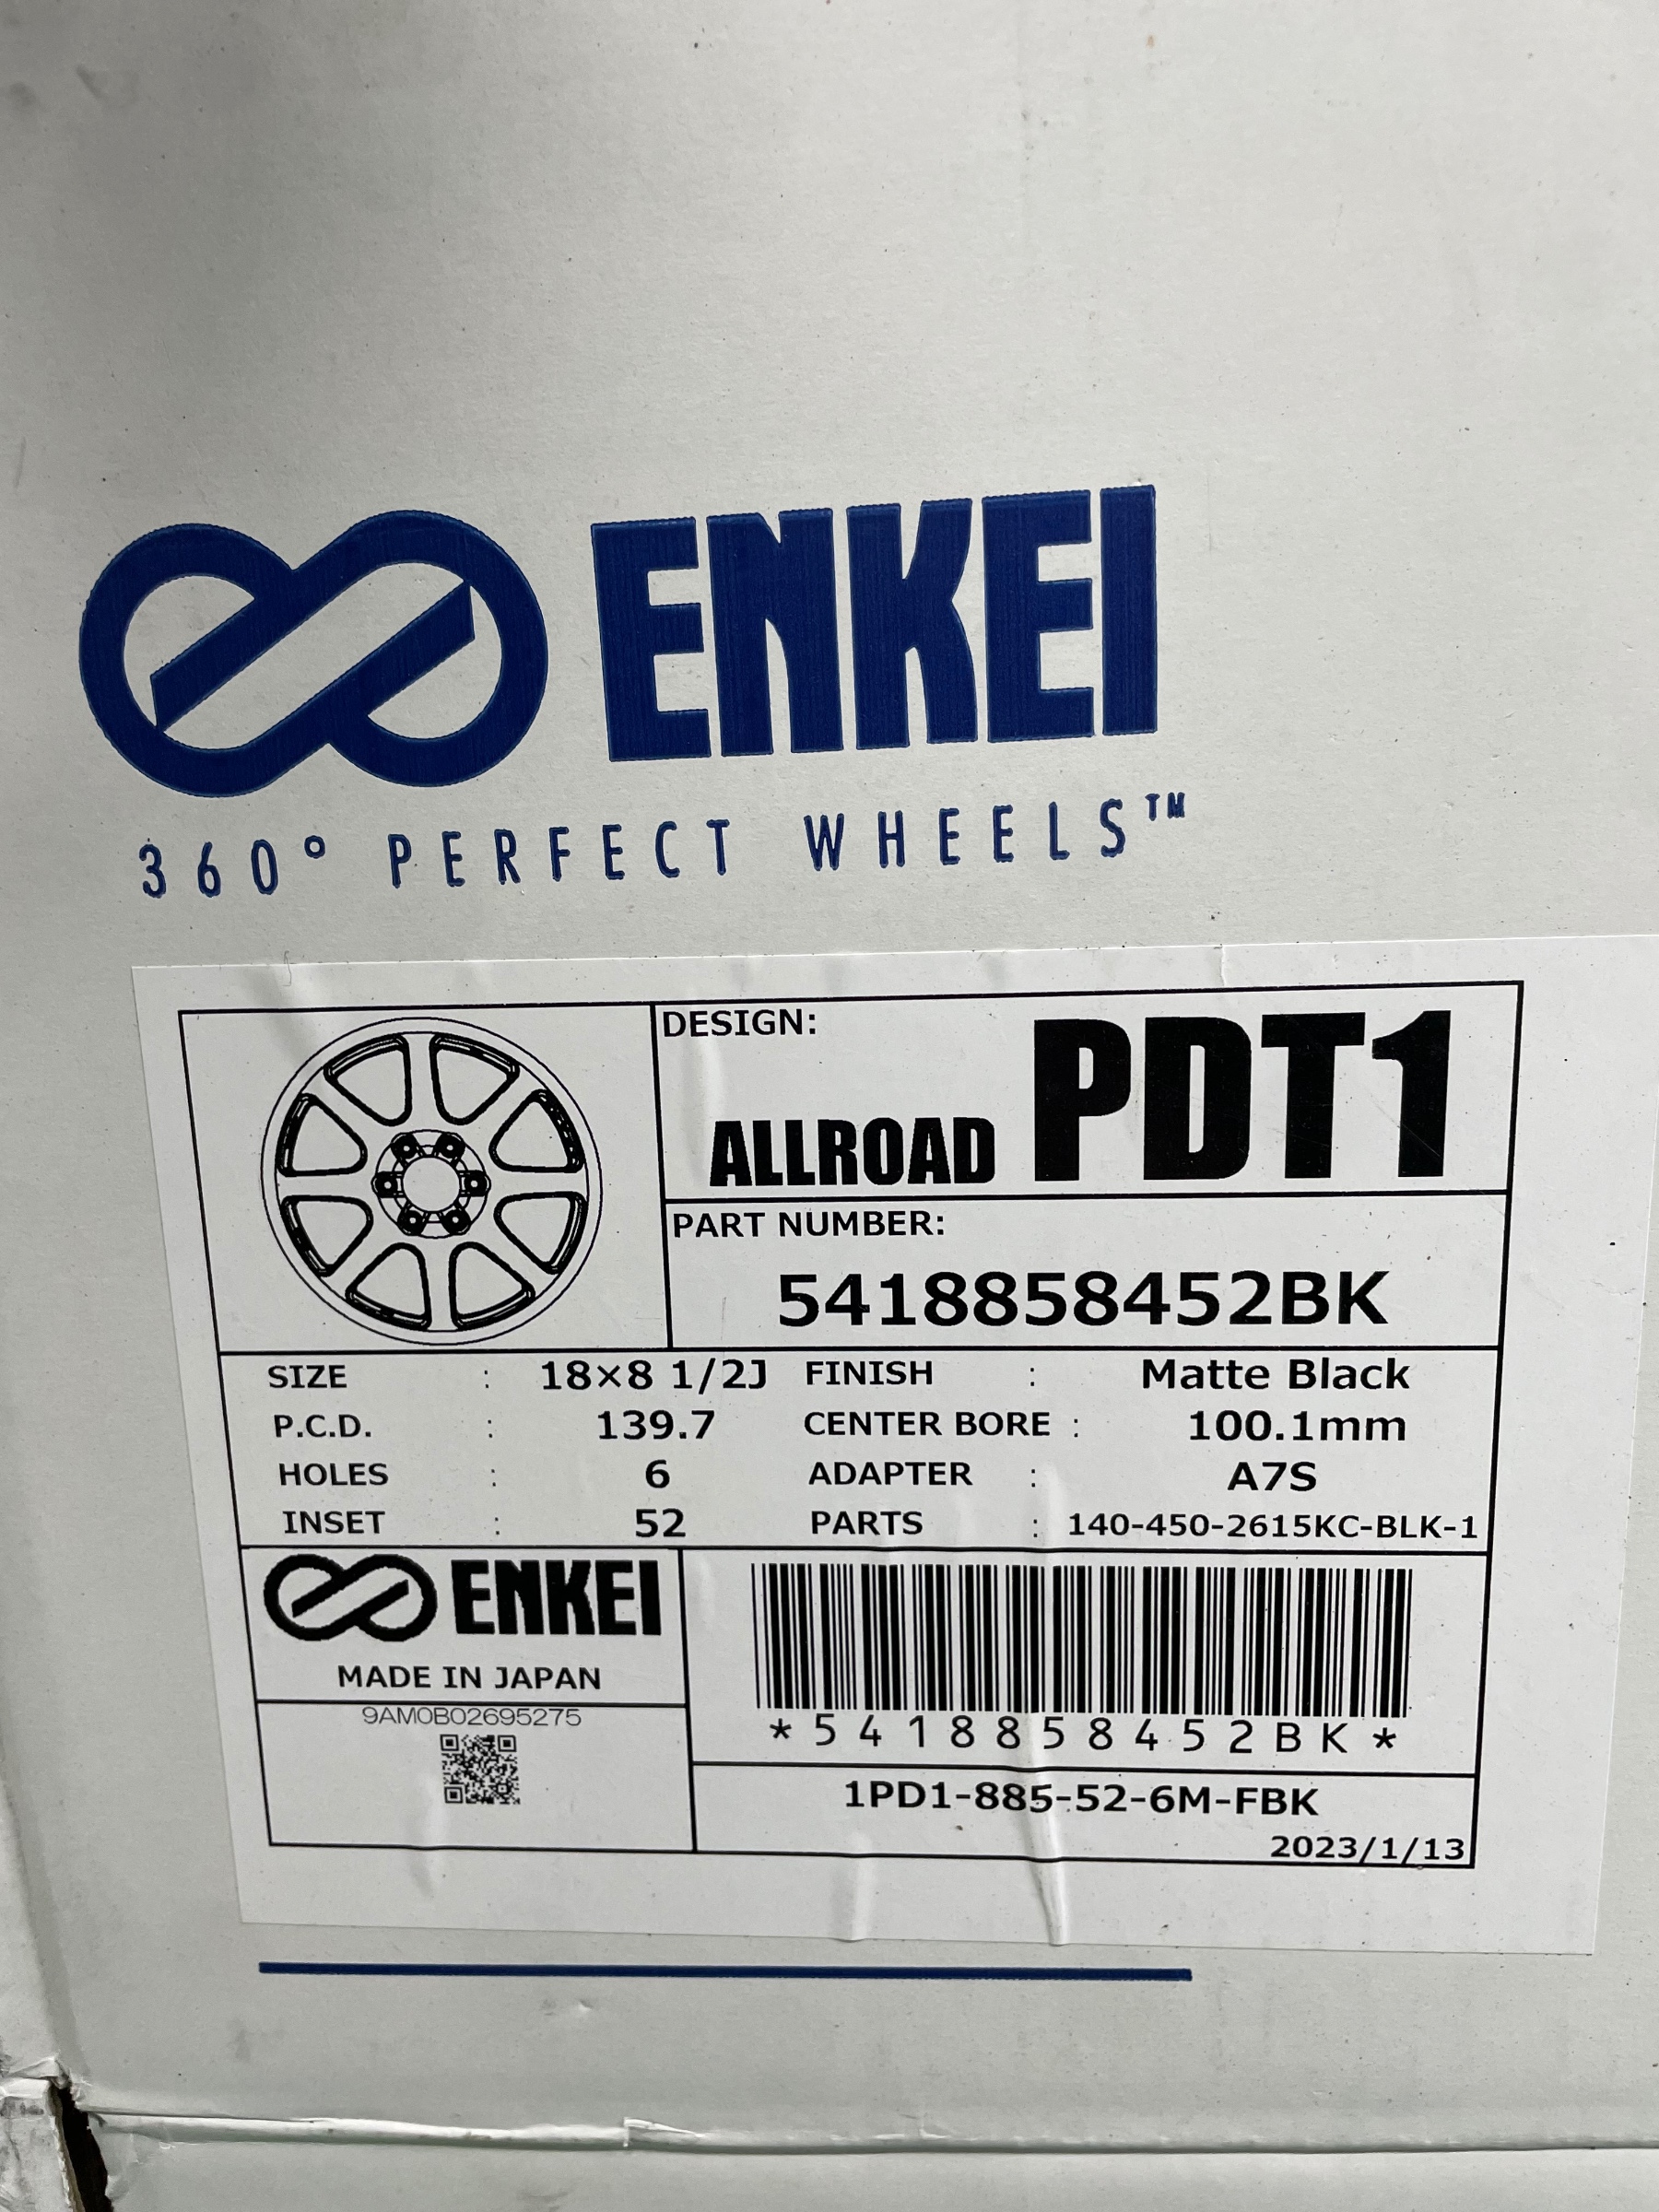 ENKEI
360° PERFECT WHEELS™
DESIGN:
ALLROAD PDT1
PART NUMBER:
5418858452BK
SIZE : 18×8 1/2J FINISH : Matte Black
P.C.D. : 139.7 CENTER BORE : 100.1mm
HOLES : 6 ADAPTER : A7S
INSET : 52 PARTS : 140-450-2615KC-BLK-1
ENKEI
MADE IN JAPAN
9AM0B02695275
*5418858452BK*
1PD1-885-52-6M-FBK
2023/1/13